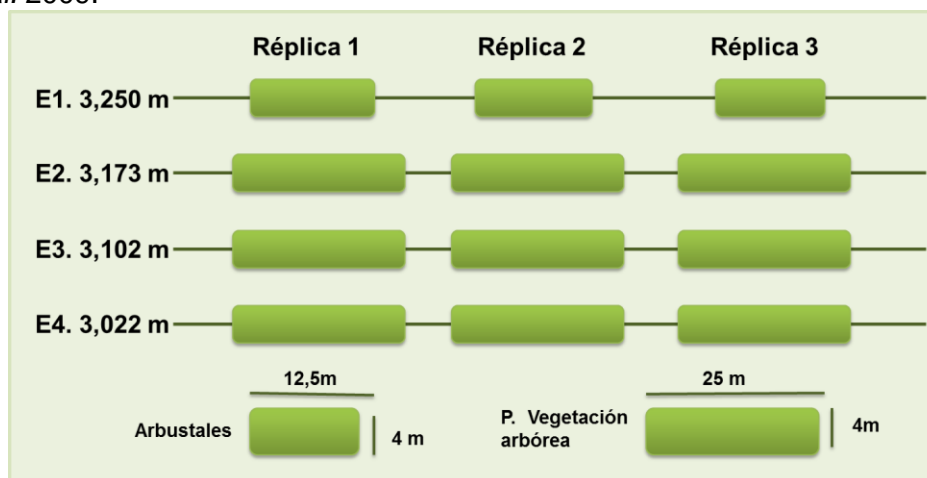 Réplica 1 Réplica 2 Réplica 3
E1. 3,250 m
E2. 3,173 m
E3. 3,102 m
E4. 3,022 m
12,5m 25 m
Arbustales 4 m P. Vegetación arbórea 4m